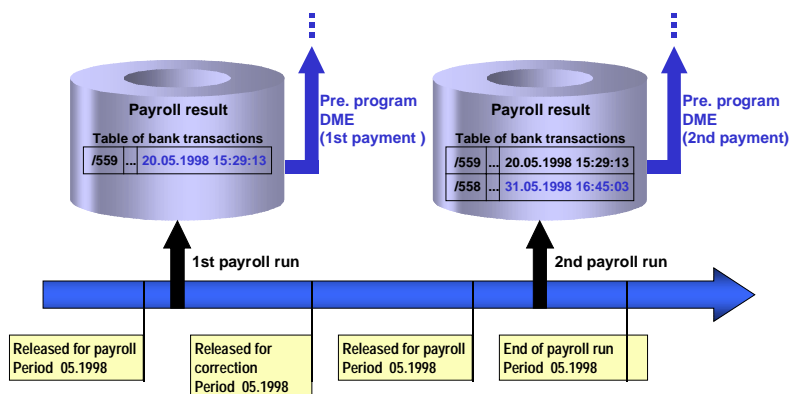 Payroll result
Table of bank transactions
/559 ... 20.05.1998 15:29:13
Pre. program
DME
(1st payment )
Payroll result
Table of bank transactions
/559 ... 20.05.1998 15:29:13
/558 ... 31.05.1998 16:45:03
Pre. program
DME
(2nd payment)
1st payroll run
2nd payroll run
Released for payroll
Period 05.1998
Released for
correction
Period 05.1998
Released for payroll
Period 05.1998
End of payroll run
Period 05.1998